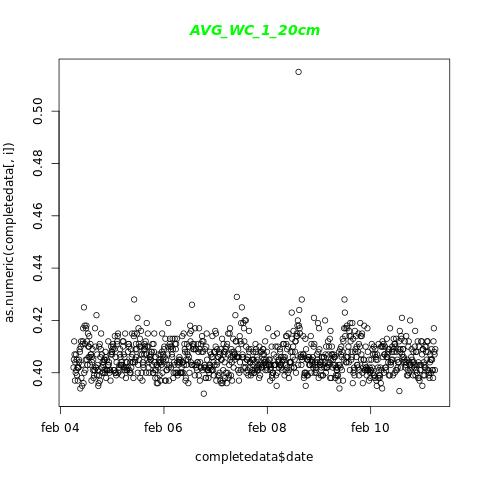 AVG_WC_1_20cm
as.numeric(completedata[, i])
0.50
0.48
0.46
0.44
0.42
0.40
feb 04 feb 06 feb 08 feb 10
completedata$date